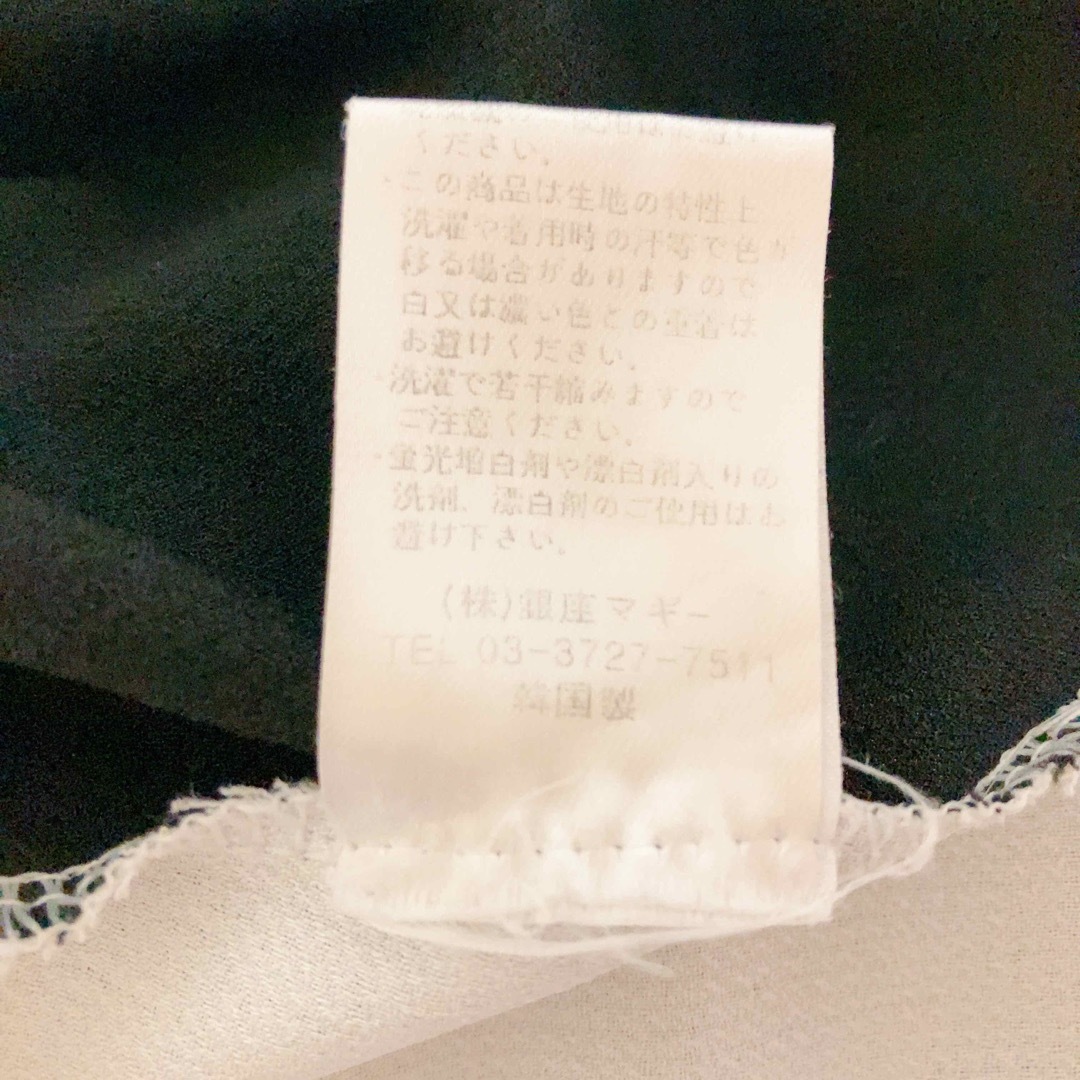 使用は
ください。
・この商品は生地の特性上
洗濯や着用時の汗等で色が
移る場合がありますので
白又は濃い色との重着は
お避けください。
・洗濯で若干縮みますので
ご注意ください。
・蛍光増白剤や漂白剤入りの
洗剤、漂白剤のご使用はお
避け下さい。
(株)銀座マギー
TEL 03-3727-7511
韓国製